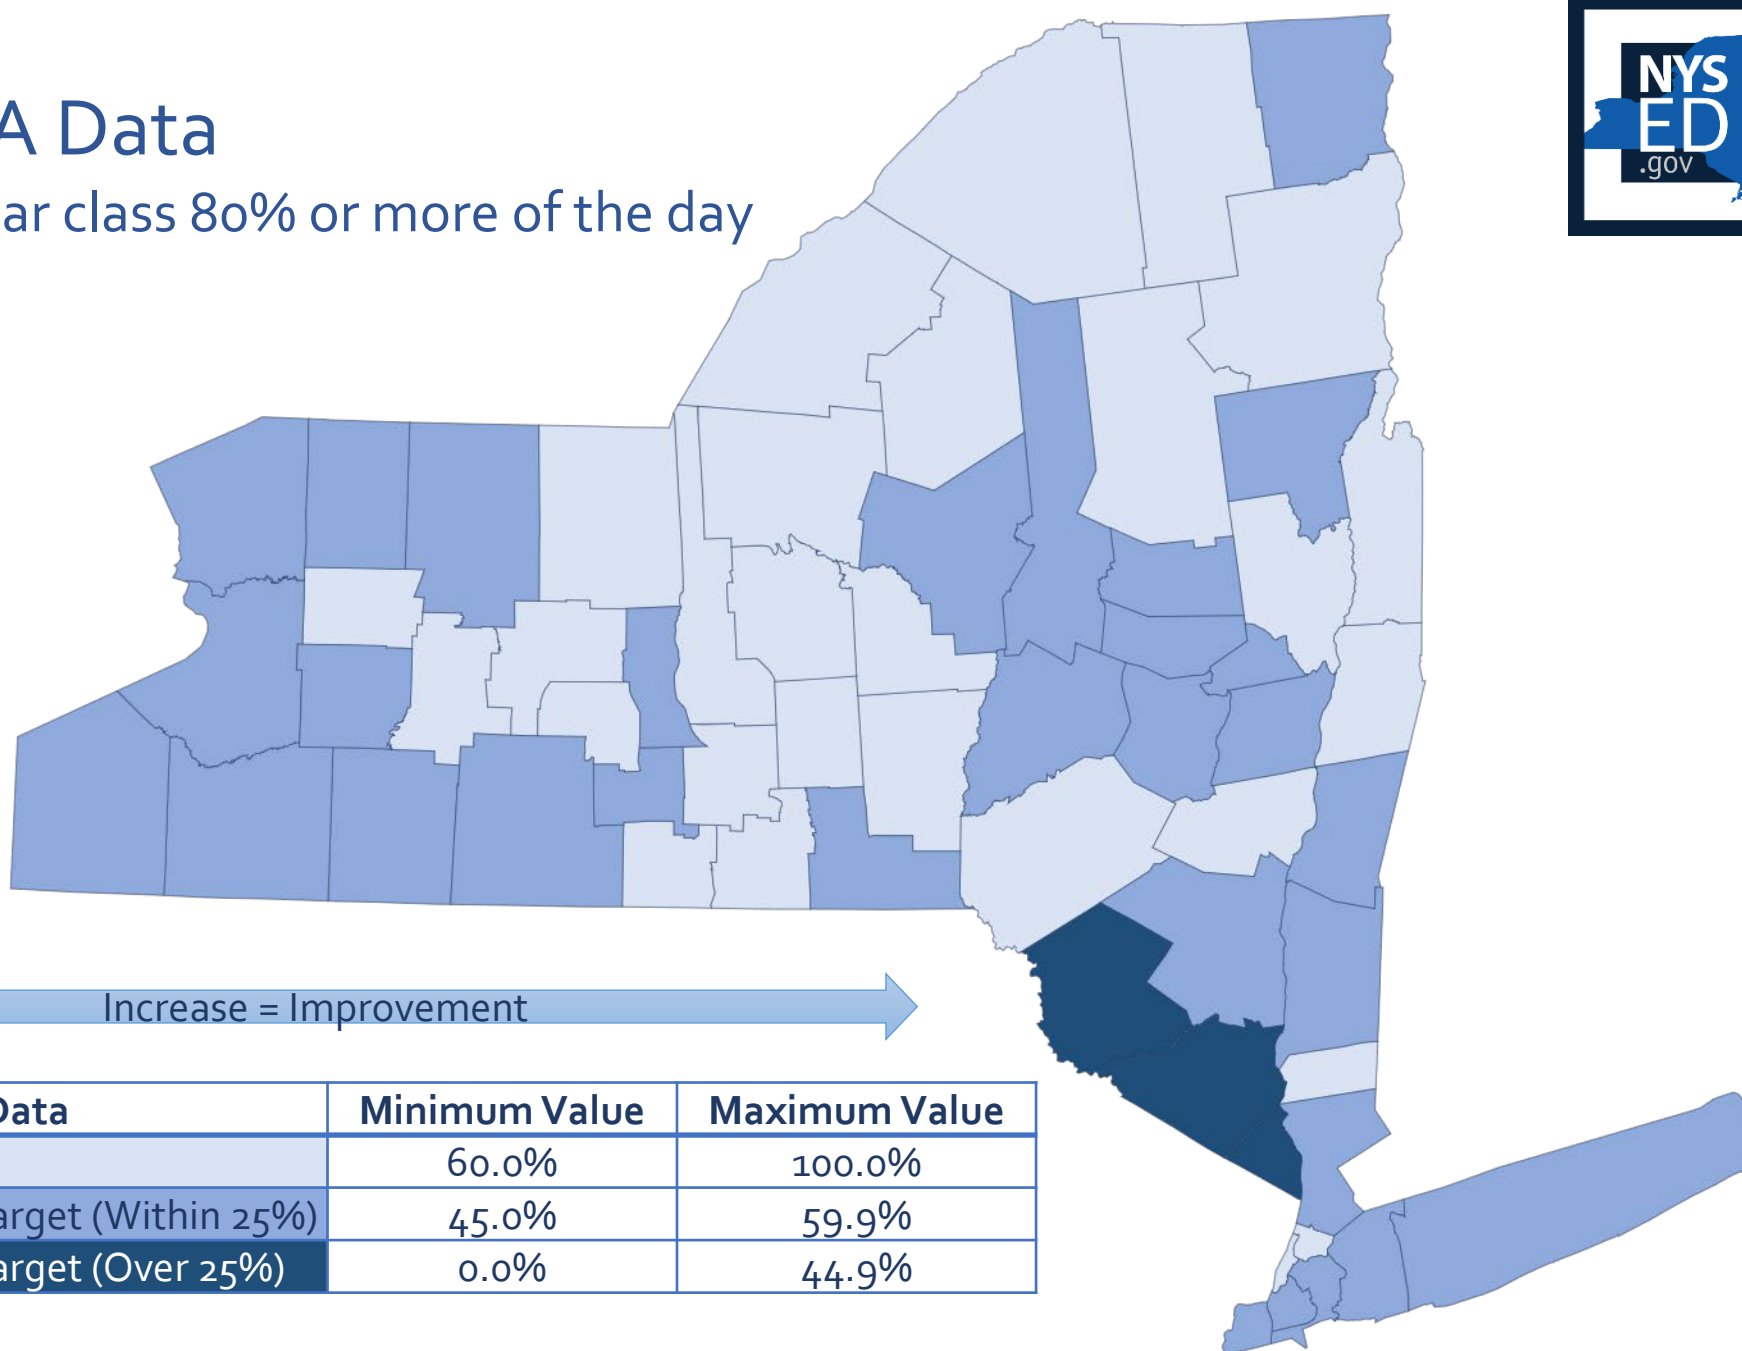 A Data
ar class 80% or more of the day
NYS
ED
.gov
Increase = Improvement
Data Minimum Value Maximum Value
60.0% 100.0%
arget (Within 25%) 45.0% 59.9%
arget (Over 25%) 0.0% 44.9%